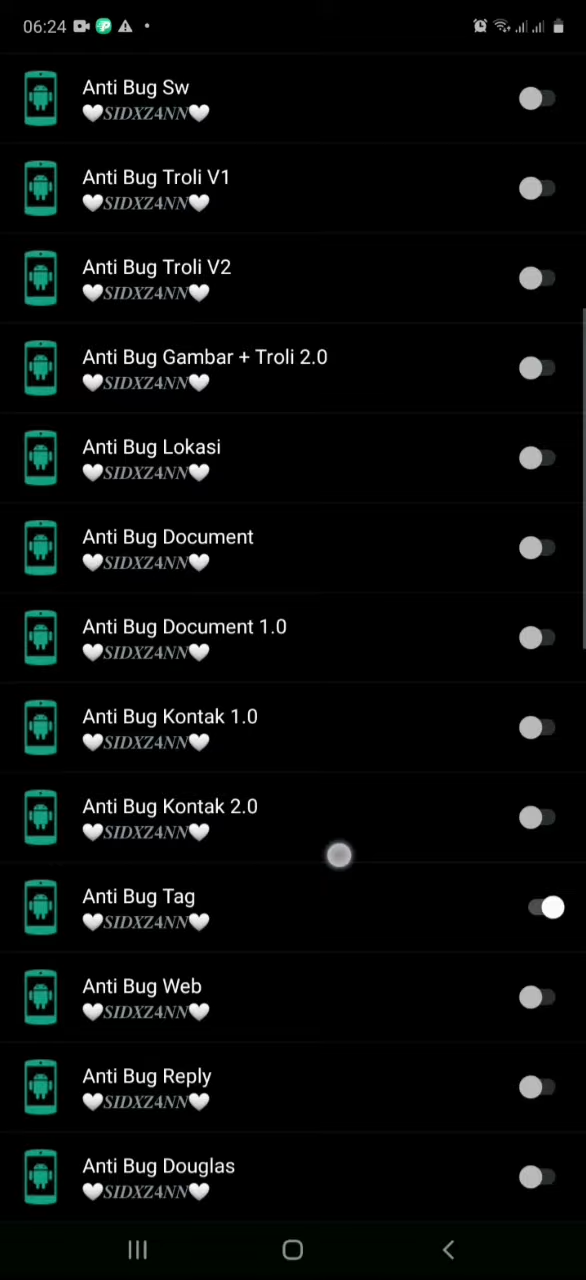 06:24
Anti Bug Sw
🤍SIDXZ4NN🤍
Anti Bug Troli V1
🤍SIDXZ4NN🤍
Anti Bug Troli V2
🤍SIDXZ4NN🤍
Anti Bug Gambar + Troli 2.0
🤍SIDXZ4NN🤍
Anti Bug Lokasi
🤍SIDXZ4NN🤍
Anti Bug Document
🤍SIDXZ4NN🤍
Anti Bug Document 1.0
🤍SIDXZ4NN🤍
Anti Bug Kontak 1.0
🤍SIDXZ4NN🤍
Anti Bug Kontak 2.0
🤍SIDXZ4NN🤍
Anti Bug Tag
🤍SIDXZ4NN🤍
Anti Bug Web
🤍SIDXZ4NN🤍
Anti Bug Reply
🤍SIDXZ4NN🤍
Anti Bug Douglas
🤍SIDXZ4NN🤍